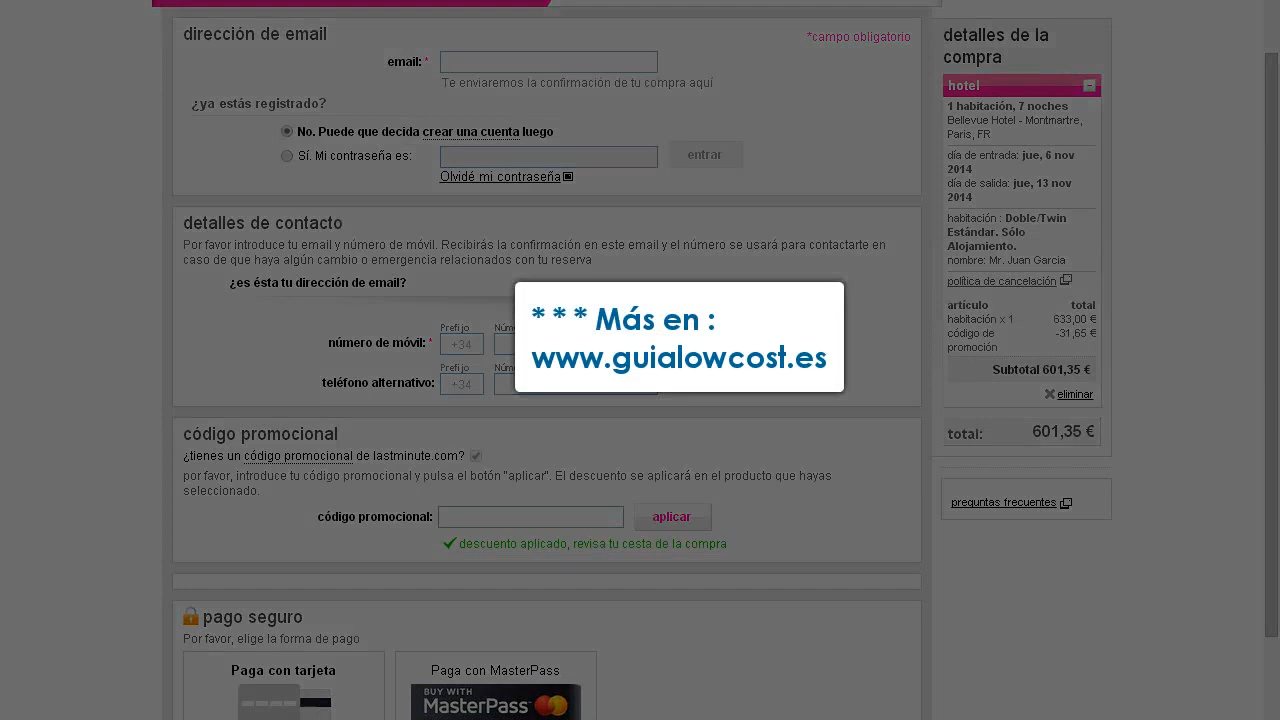 dirección de email
*campo obligatorio
email: *
Te enviaremos la confirmación de tu compra aquí
¿ya estás registrado?
No. Puede que decida crear una cuenta luego
Sí. Mi contraseña es:
entrar
Olvidé mi contraseña
detalles de contacto
Por favor introduce tu email y número de móvil. Recibirás la confirmación en este email y el número se usará para contactarte en
caso de que haya algún cambio o emergencia relacionados con tu reserva
¿es ésta tu dirección de email?
Prefijo
número de móvil: *
+34
Prefijo
teléfono alternativo:
+34
* * * Más en :
www.guialowcost.es
código promocional
¿tienes un código promocional de lastminute.com?
por favor, introduce tu código promocional y pulsa el botón "aplicar". El descuento se aplicará en el producto que hayas
seleccionado.
código promocional:
aplicar
descuento aplicado, revisa tu cesta de la compra
pago seguro
Por favor, elige la forma de pago
Paga con tarjeta
Paga con MasterPass
BUY WITH
MasterPass
detalles de la
compra
hotel
1 habitación, 7 noches
Bellevue Hotel - Montmartre,
Paris, FR
día de entrada: jue, 6 nov
2014
día de salida: jue, 13 nov
2014
habitación : Doble/Twin
Estándar. Sólo
Alojamiento.
nombre: Mr. Juan Garcia
política de cancelación
artículo total
habitación x 1 633,00 €
código de -31,65 €
promoción
Subtotal 601,35 €
eliminar
total: 601,35 €
preguntas frecuentes